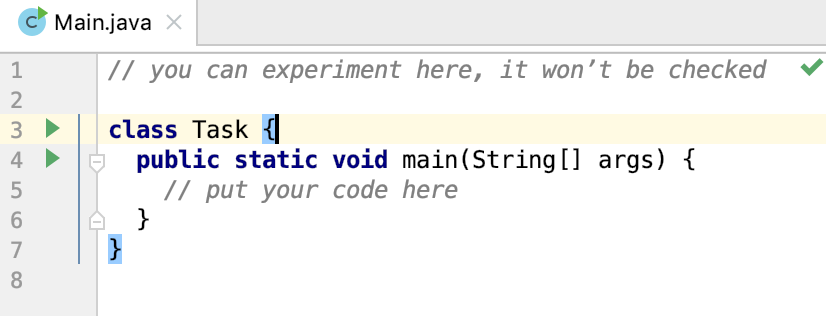 C Main.java
1 // you can experiment here, it won’t be checked
2
3 class Task {
4 public static void main(String[] args) {
5 // put your code here
6 }
7 }
8